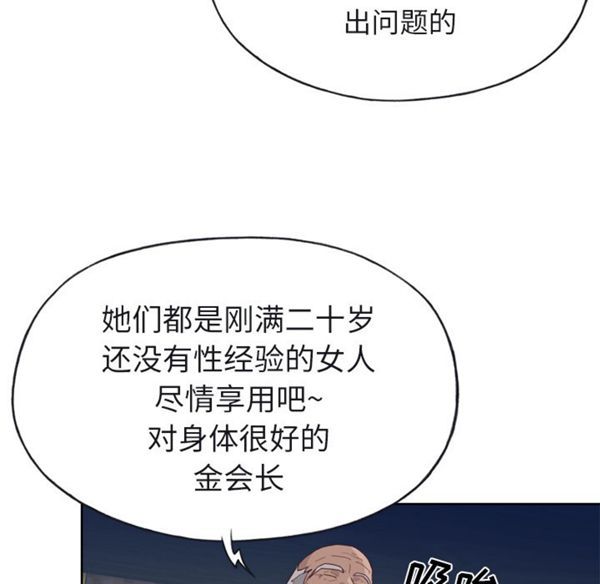 出问题的
她们都是刚满二十岁
还没有性经验的女人
尽情享用吧~
对身体很好的
金会长